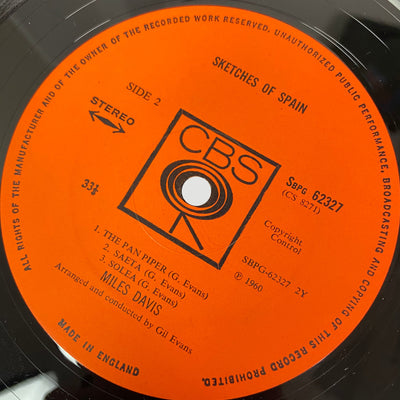 ALL RIGHTS OF THE MANUFACTURER AND OF THE OWNER OF THE RECORDED WORK RESERVED. UNAUTHORIZED PUBLIC PERFORMANCE, BROADCASTING AND COPYING OF THIS RECORD PROHIBITED.
SKETCHES OF SPAIN
STEREO
SIDE 2
CBS
SBPG 62327
(CS 8271)
33⅓
Copyright
Control
SBPG-62327 2Y
℗ 1960
1. THE PAN PIPER (G. Evans)
2. SAETA (G. Evans)
3. SOLEA (G. Evans)
MILES DAVIS
Arranged and conducted by Gil Evans
MADE IN ENGLAND